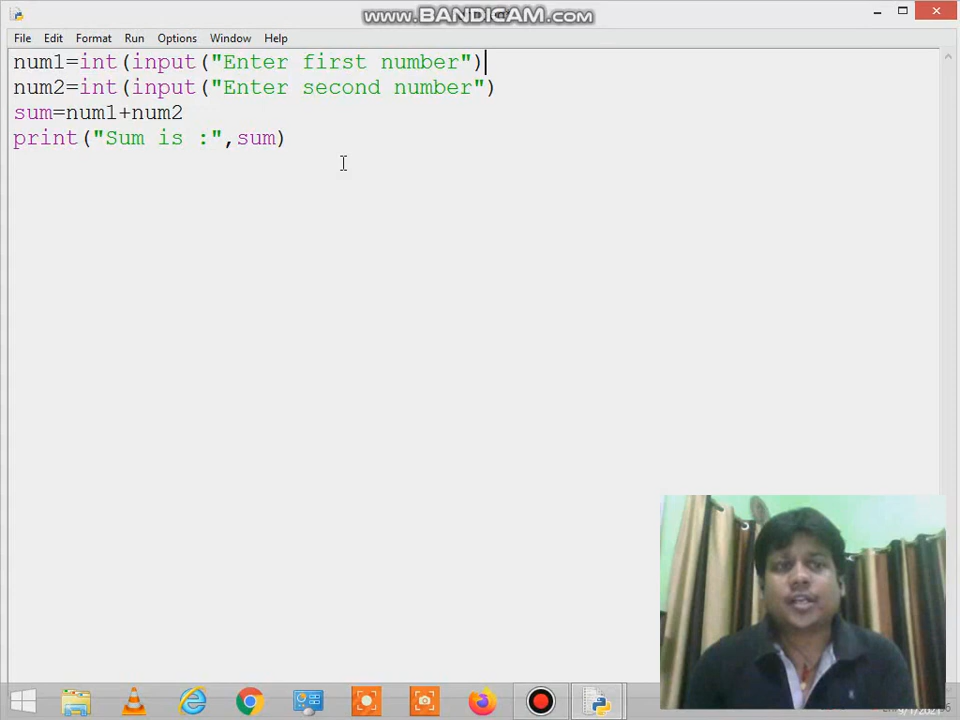 www.BANDICAM.com
File Edit Format Run Options Window Help
num1=int(input("Enter first number")
num2=int(input("Enter second number")
sum=num1+num2
print("Sum is :",sum)